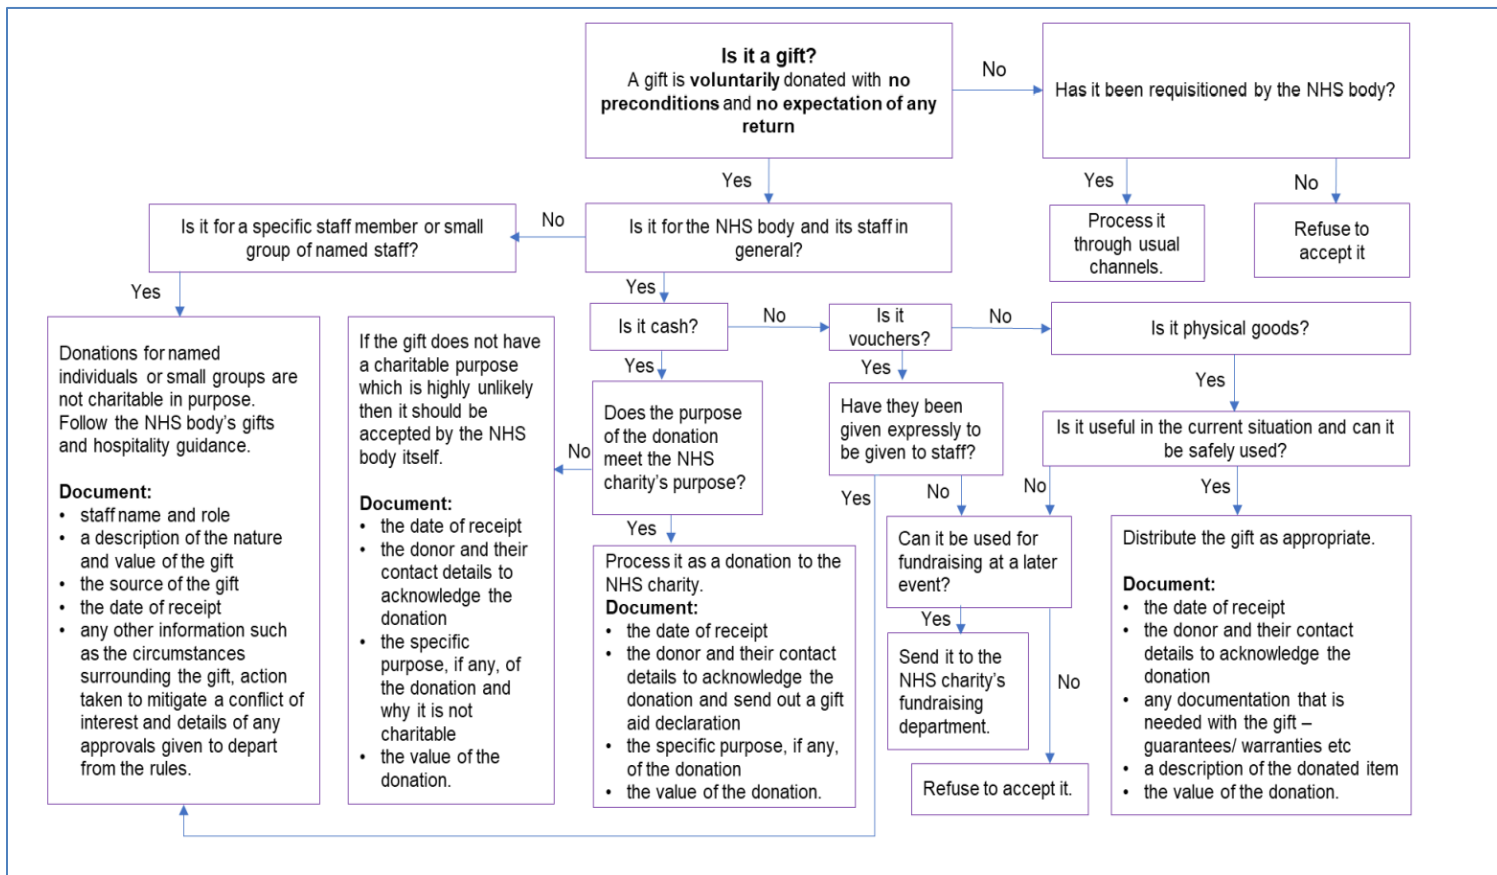 Is it a gift?
A gift is voluntarily donated with no
preconditions and no expectation of any
return
No
Has it been requisitioned by the NHS body?
Yes
Yes
No
Process it
through usual
channels.
Refuse to
accept it
Is it for a specific staff member or small
group of named staff?
No
Is it for the NHS body and its staff in
general?
Yes
Yes
Donations for named
individuals or small groups are
not charitable in purpose.
Follow the NHS body's gifts
and hospitality guidance.
Document:
• staff name and role
• a description of the nature
and value of the gift
• the source of the gift
• the date of receipt
• any other information such
as the circumstances
surrounding the gift, action
taken to mitigate a conflict of
interest and details of any
approvals given to depart
from the rules.
If the gift does not have
a charitable purpose
which is highly unlikely
then it should be
accepted by the NHS
body itself.
Document:
• the date of receipt
• the donor and their
contact details to
acknowledge the
donation
• the specific
purpose, if any, of
the donation and
why it is not
charitable
• the value of the
donation.
Is it cash?
No
Is it
vouchers?
No
Is it physical goods?
Yes
Yes
Yes
Does the purpose
of the donation
meet the NHS
charity's purpose?
No
Yes
Process it as a donation to the
NHS charity.
Document:
• the date of receipt
• the donor and their contact
details to acknowledge the
donation and send out a gift
aid declaration
• the specific purpose, if any,
of the donation
• the value of the donation.
Have they been
given expressly to
be given to staff?
Yes
No
No
Can it be used for
fundraising at a later
event?
Yes
Send it to the
NHS charity's
fundraising
department.
No
Refuse to accept it.
Is it useful in the current situation and can it
be safely used?
Yes
Distribute the gift as appropriate.
Document:
• the date of receipt
• the donor and their contact
details to acknowledge the
donation
• any documentation that is
needed with the gift –
guarantees/ warranties etc
• a description of the donated item
• the value of the donation.